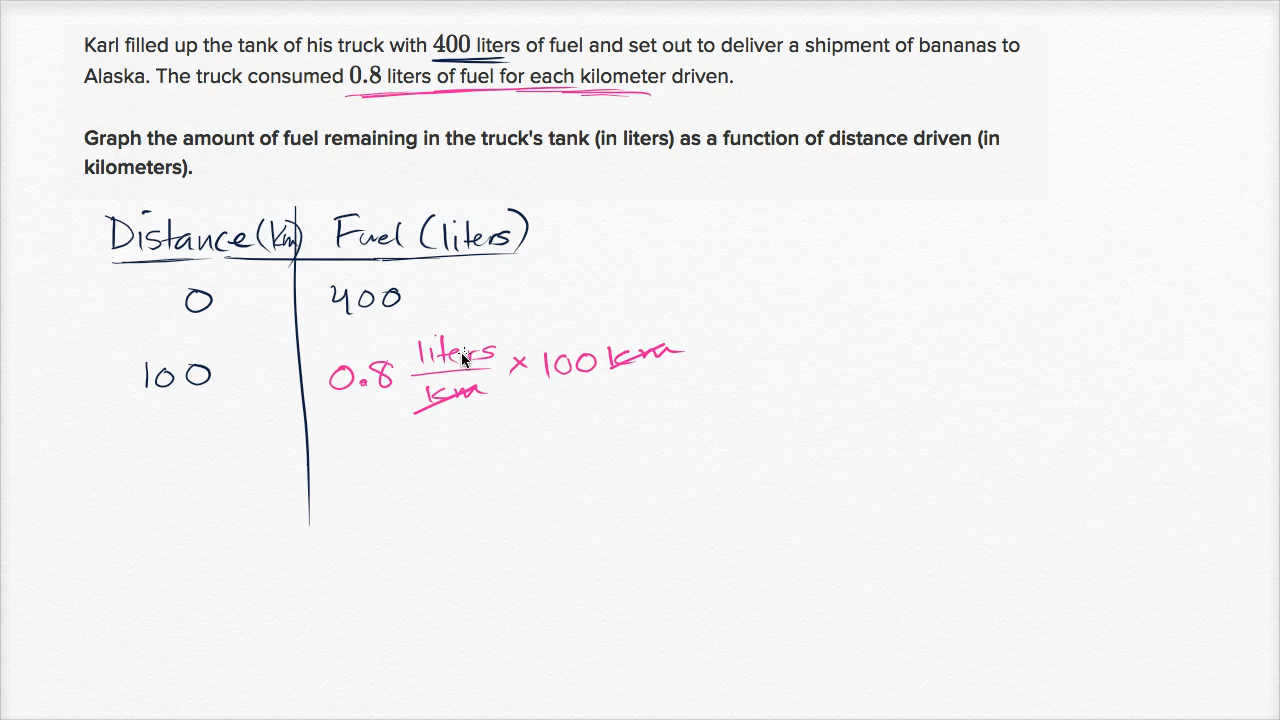 Karl filled up the tank of his truck with 400 liters of fuel and set out to deliver a shipment of bananas to
Alaska. The truck consumed 0.8 liters of fuel for each kilometer driven.
Graph the amount of fuel remaining in the truck's tank (in liters) as a function of distance driven (in
kilometers).
Distance (km) Fuel (liters)
0 400
100 0.8 liters/km × 100 km